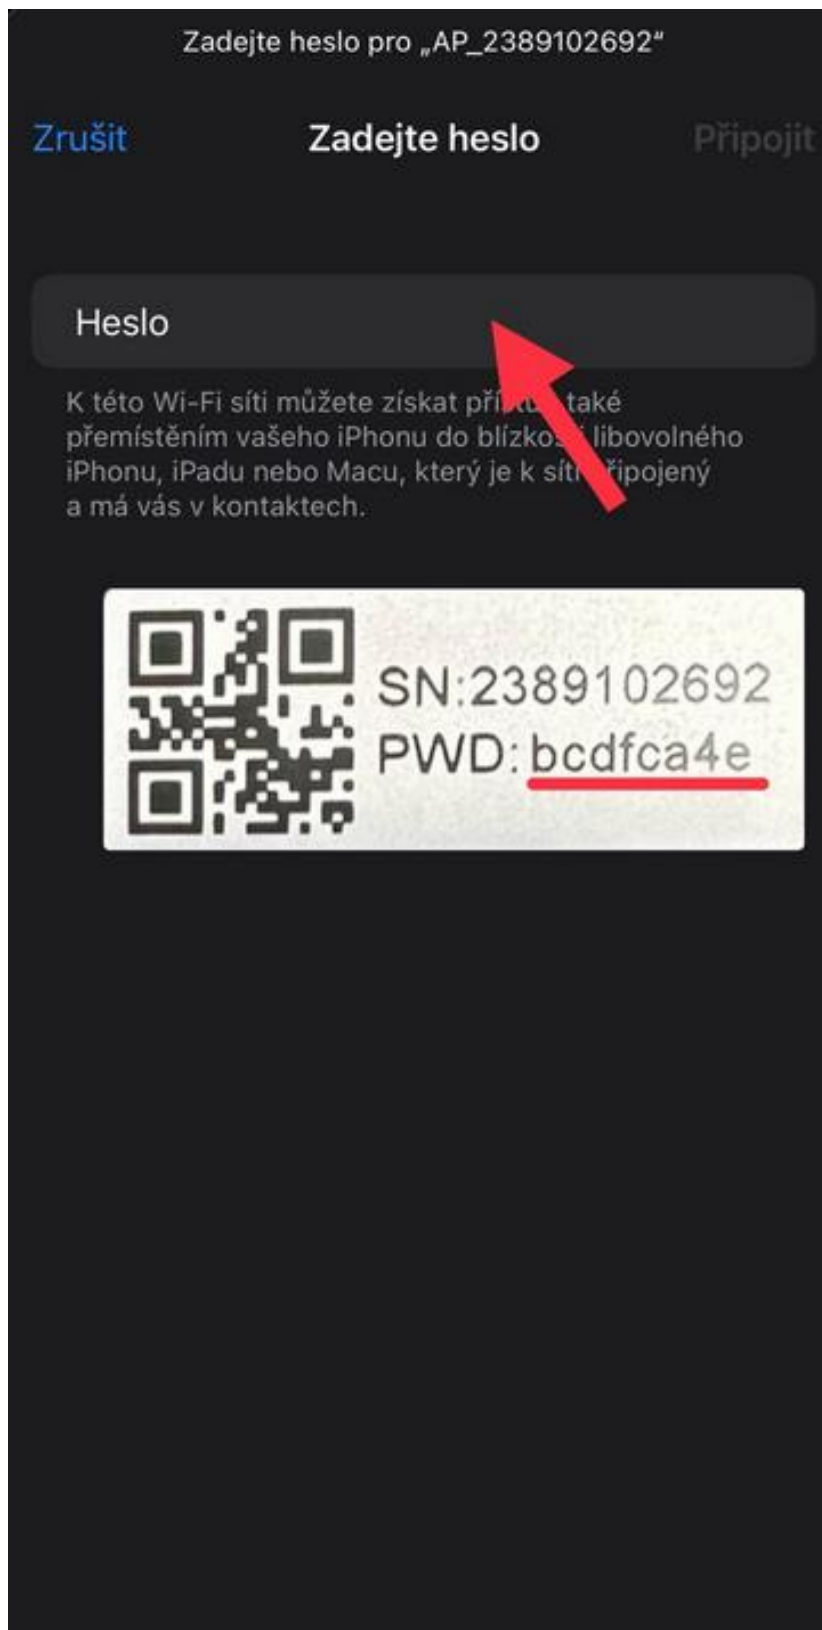 Zadejte heslo pro „AP_2389102692“
Zrušit Zadejte heslo Připojit
Heslo
K této Wi-Fi síti můžete získat také
přemístěním vašeho iPhonu do libovolného
iPhonu, iPadu nebo Macu, který je k
a má vás v kontaktech.
SN:2389102692
PWD: bcdfca4e